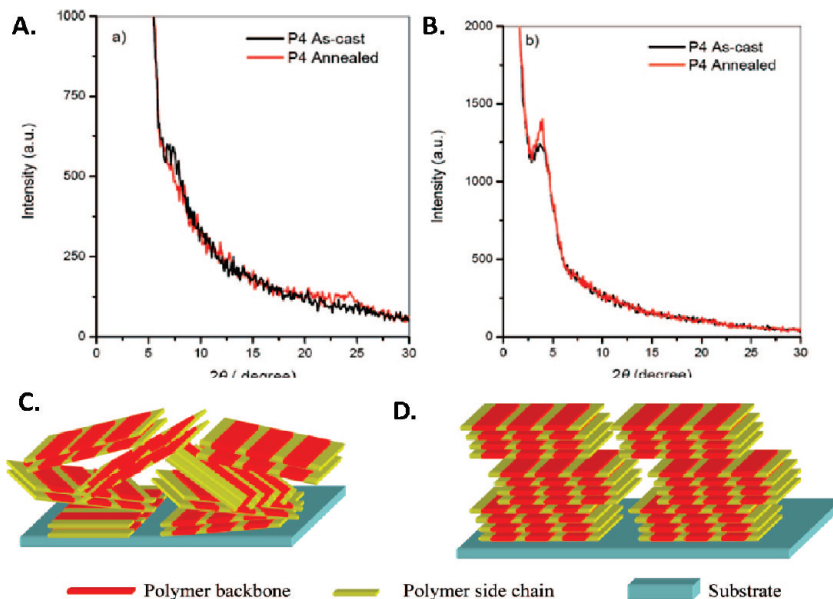 A.
a)
P4 As-cast
P4 Annealed
1000
750
500
250
0
Intensity (a.u.)
0 5 10 15 20 25 30
2θ ( degree)
B.
b)
P4 As-cast
P4 Annealed
2000
1500
1000
500
0
Intensity (a.u.)
0 5 10 15 20 25 30
2θ (degree)
C.
D.
Polymer backbone
Polymer side chain
Substrate